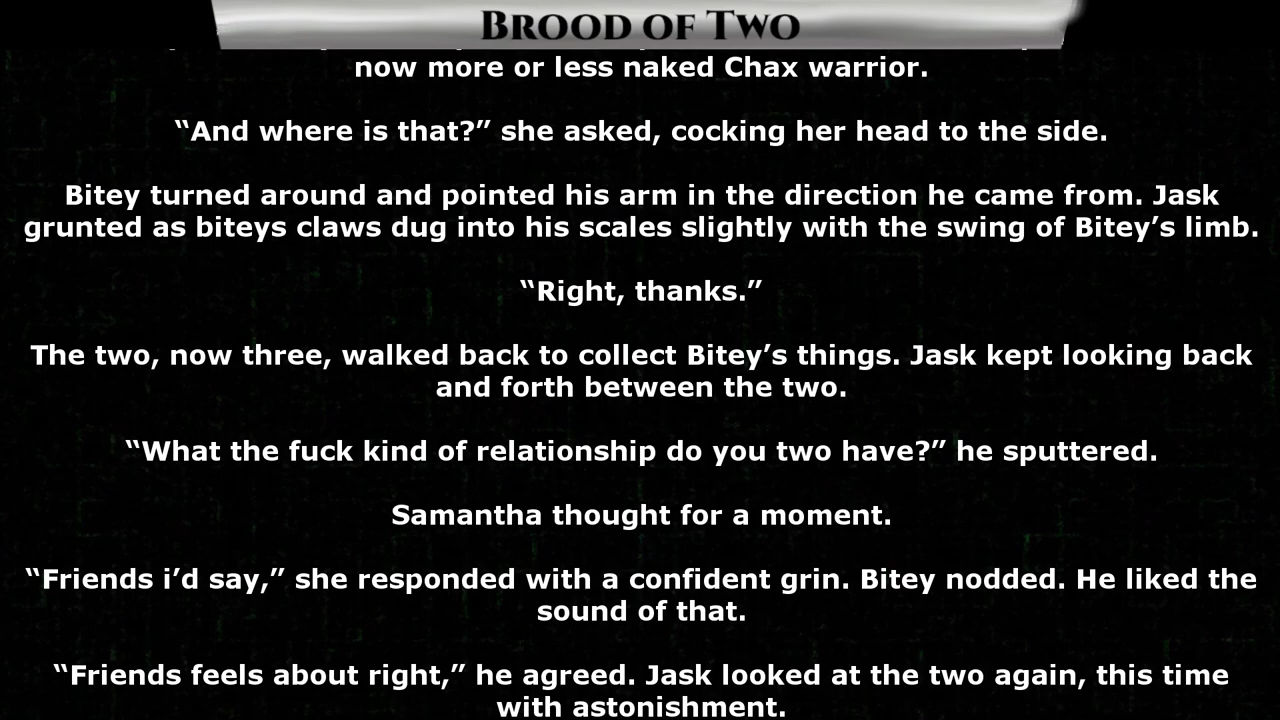 Brood of Two
now more or less naked Chax warrior.
“And where is that?” she asked, cocking her head to the side.
Bitey turned around and pointed his arm in the direction he came from. Jask
grunted as biteys claws dug into his scales slightly with the swing of Bitey’s limb.
“Right, thanks.”
The two, now three, walked back to collect Bitey’s things. Jask kept looking back
and forth between the two.
“What the fuck kind of relationship do you two have?” he sputtered.
Samantha thought for a moment.
“Friends i’d say,” she responded with a confident grin. Bitey nodded. He liked the
sound of that.
“Friends feels about right,” he agreed. Jask looked at the two again, this time
with astonishment.